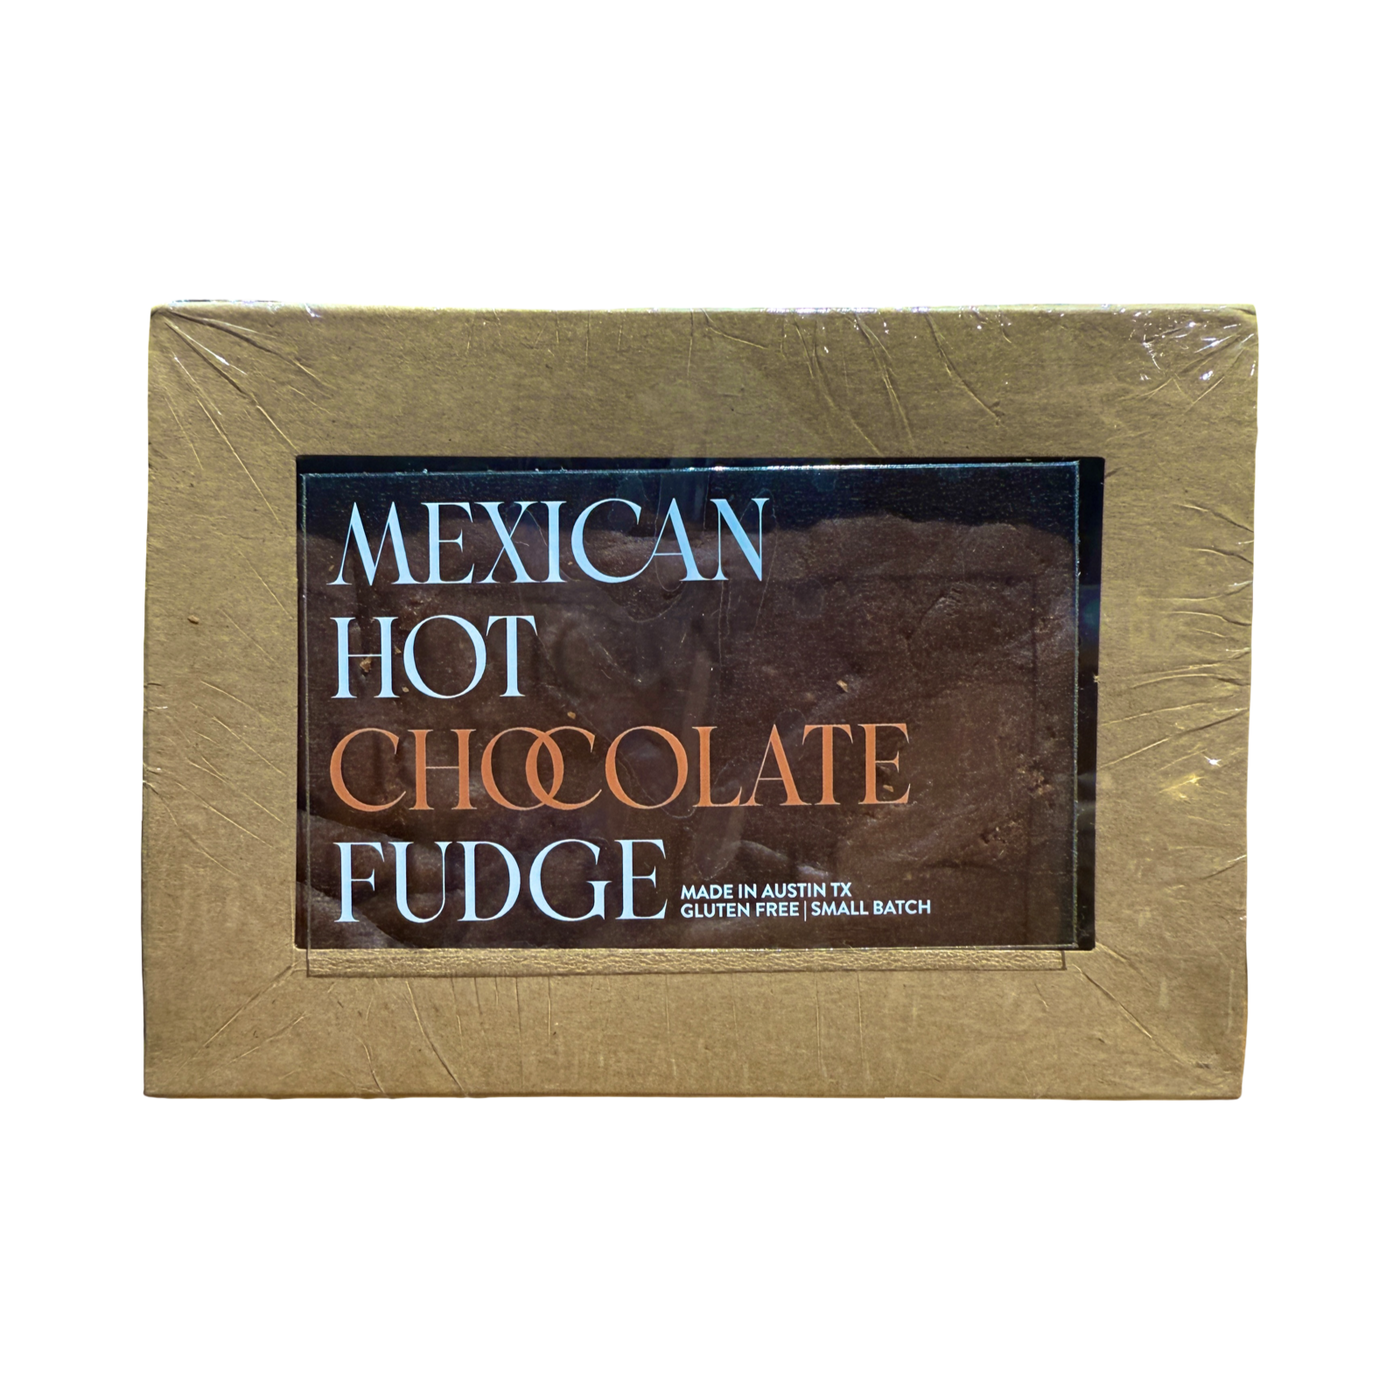 MEXICAN
HOT
CHOCOLATE
FUDGE
MADE IN AUSTIN TX
GLUTEN FREE | SMALL BATCH